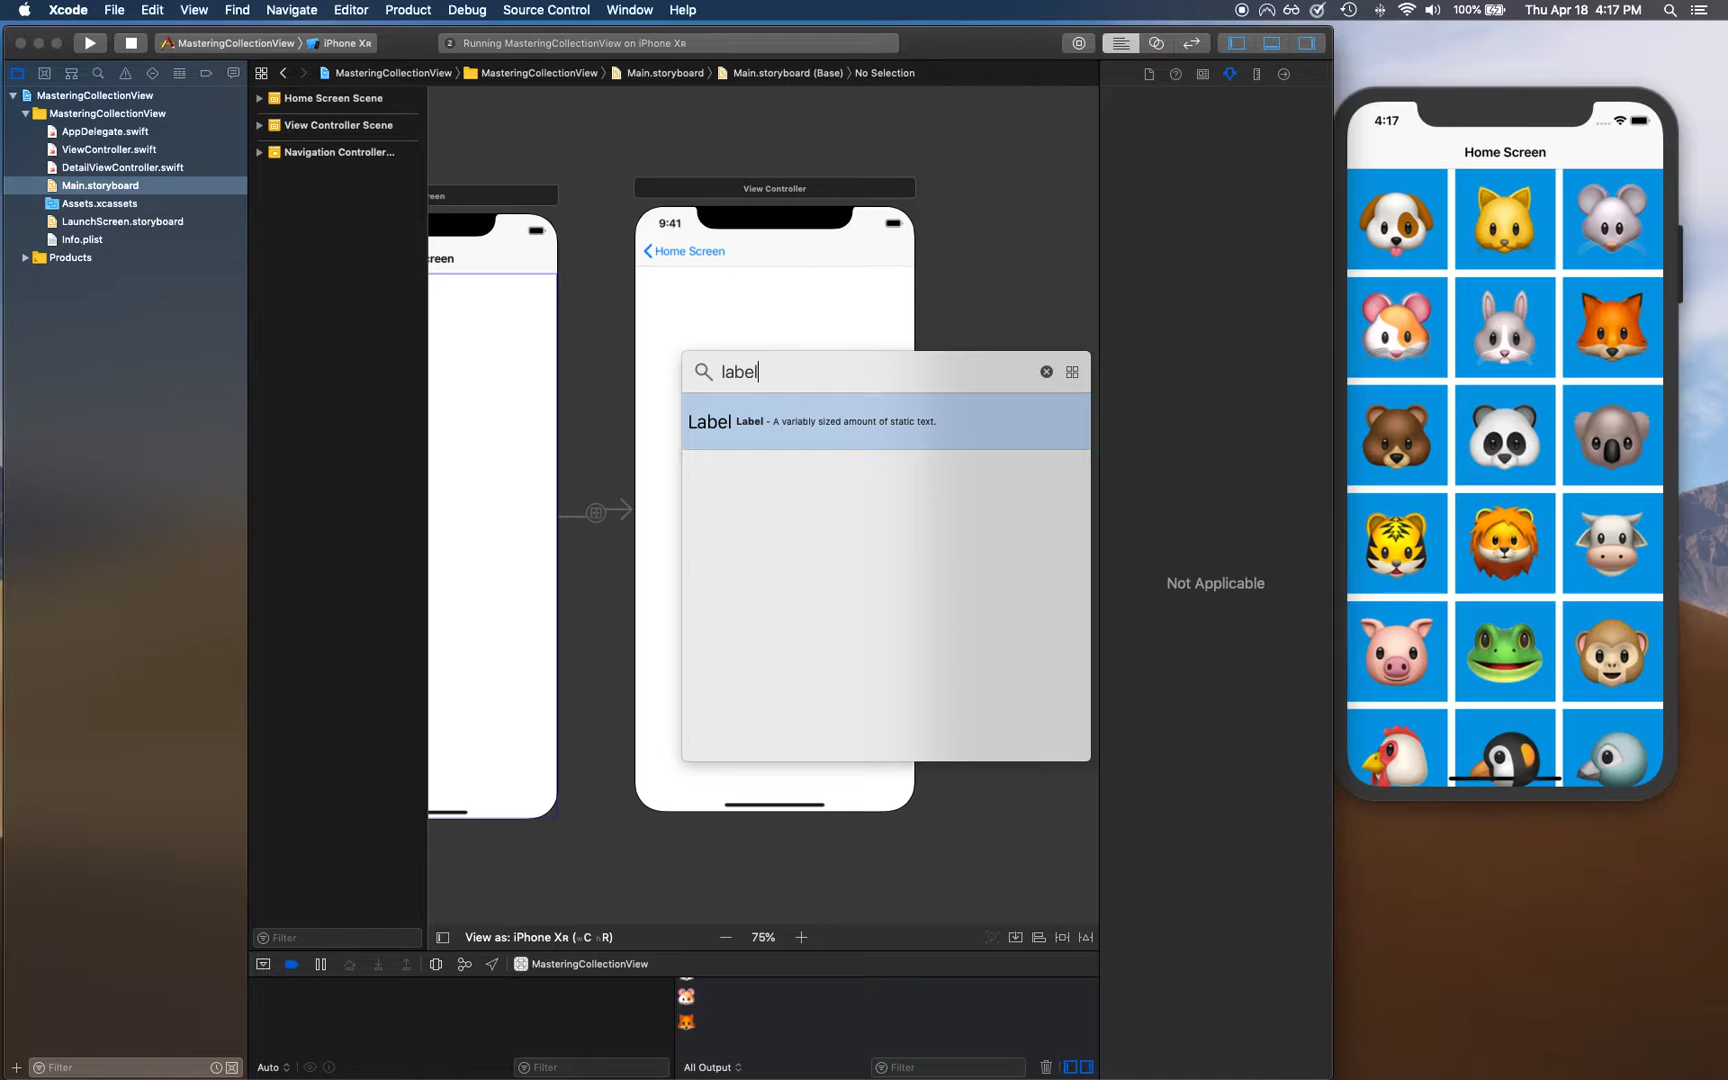 Xcode File Edit View Find Navigate Editor Product Debug Source Control Window Help 100% Thu Apr 18 4:17 PM
MasteringCollectionView iPhone XR
2 Running MasteringCollectionView on iPhone XR
MasteringCollectionView MasteringCollectionView Main.storyboard Main.storyboard (Base) No Selection
MasteringCollectionView
MasteringCollectionView
AppDelegate.swift
ViewController.swift
DetailViewController.swift
Main.storyboard
Assets.xcassets
LaunchScreen.storyboard
Info.plist
Products
Home Screen Scene
View Controller Scene
Navigation Controller...
een
creen
View Controller
9:41
Home Screen
label
Label Label - A variably sized amount of static text.
Not Applicable
4:17
Home Screen
Filter
View as: iPhone XR (wC hR)
75%
MasteringCollectionView
Filter
Auto
Filter
All Output
Filter